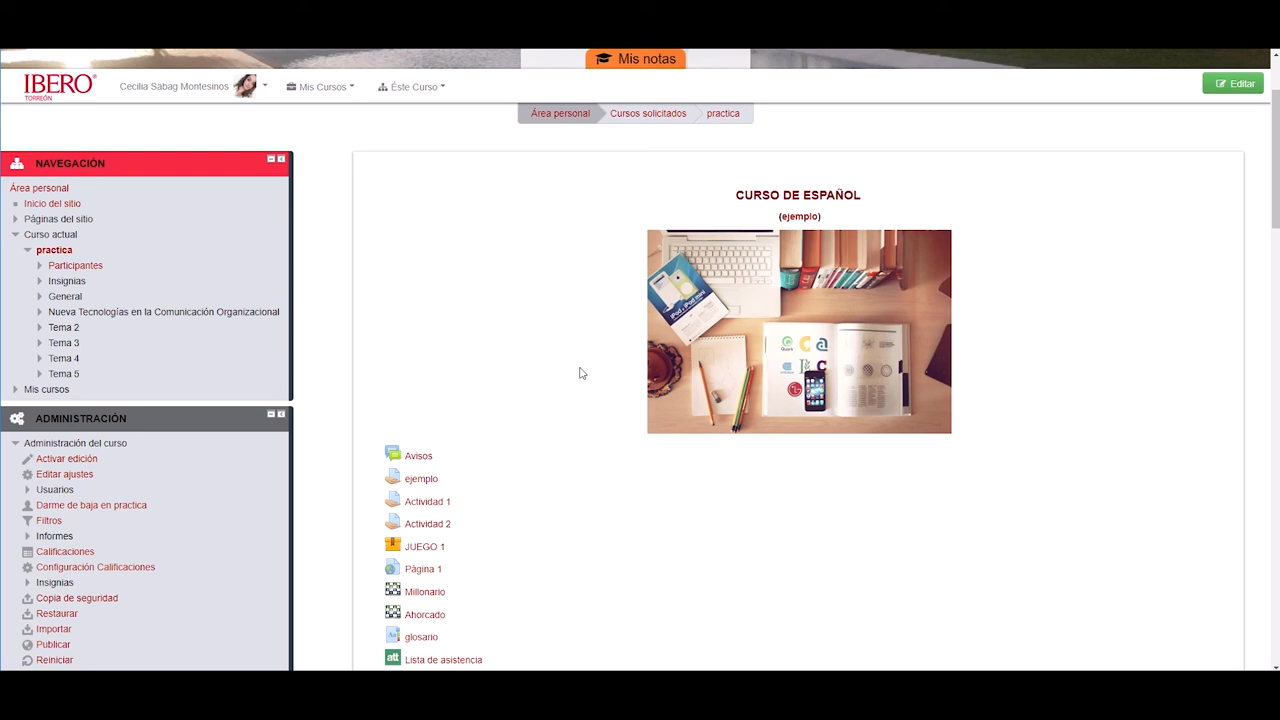 Mis notas
IBERO®
TORREÓN
Cecilia Sabag Montesinos
Mis Cursos
Éste Curso
Editar
Área personal
Cursos solicitados
practica
NAVEGACIÓN
Área personal
Inicio del sitio
Páginas del sitio
Curso actual
practica
Participantes
Insignias
General
Nueva Tecnologías en la Comunicación Organizacional
Tema 2
Tema 3
Tema 4
Tema 5
Mis cursos
ADMINISTRACIÓN
Administración del curso
Activar edición
Editar ajustes
Usuarios
Darme de baja en practica
Filtros
Informes
Calificaciones
Configuración Calificaciones
Insignias
Copia de seguridad
Restaurar
Importar
Publicar
Reiniciar
CURSO DE ESPAÑOL
(ejemplo)
iPod mini
Avisos
ejemplo
Actividad 1
Actividad 2
JUEGO 1
Página 1
Millonario
Ahorcado
glosario
att
Lista de asistencia